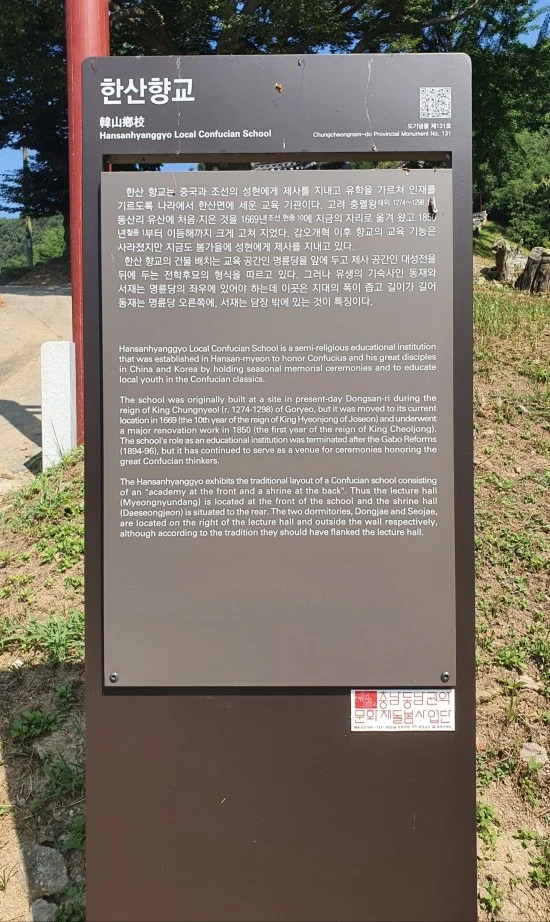 한산향교
韓山鄕校
Hansanhyanggyo Local Confucian School
도기념물 제131호
Chungcheongnam-do Provincial Monument No. 131
한산 향교는 중국과 조선의 성현에게 제사를 지내고 유학을 가르쳐 인재를
기르도록 나라에서 한산면에 세운 교육 기관이다. 고려 충렬왕재위 1274~1298
동산리 유산에 처음 지은 것을 1669년조선 현종 10에 지금의 자리로 옮겨 왔고 1850
년철종 1부터 이듬해까지 크게 고쳐 지었다. 갑오개혁 이후 향교의 교육 기능은
사라졌지만 지금도 봄가을에 성현에게 제사를 지내고 있다.
한산 향교의 건물 배치는 교육 공간인 명륜당을 앞에 두고 제사 공간인 대성전을
뒤에 두는 전학후묘의 형식을 따르고 있다. 그러나 유생의 기숙사인 동재와
서재는 명륜당의 좌우에 있어야 하는데 이곳은 지대의 폭이 좁고 길이가 길어
동재는 명륜당 오른쪽에, 서재는 담장 밖에 있는 것이 특징이다.
Hansanhyanggyo Local Confucian School is a semi-religious educational institution
that was established in Hansan-myeon to honor Confucius and his great disciples
in China and Korea by holding seasonal memorial ceremonies and to educate
local youth in the Confucian classics.
The school was originally built at a site in present-day Dongsan-ri during the
reign of King Chungnyeol (r. 1274-1298) of Goryeo, but it was moved to its current
location in 1669 (the 10th year of the reign of King Hyeonjong of Joseon) and underwent
a major renovation work in 1850 (the first year of the reign of King Cheoljong).
The school's role as an educational institution was terminated after the Gabo Reforms
(1894-96), but it has continued to serve as a venue for ceremonies honoring the
great Confucian thinkers.
The Hansanhyanggyo exhibits the traditional layout of a Confucian school consisting
of an "academy at the front and a shrine at the back". Thus the lecture hall
(Myeongnyundang) is located at the front of the school and the shrine hall
(Daeseongjeon) is situated to the rear. The two dormitories, Dongjae and Seojae,
are located on the right of the lecture hall and outside the wall respectively,
although according to the tradition they should have flanked the lecture hall.
충남동남권역
문화재돌봄사업단